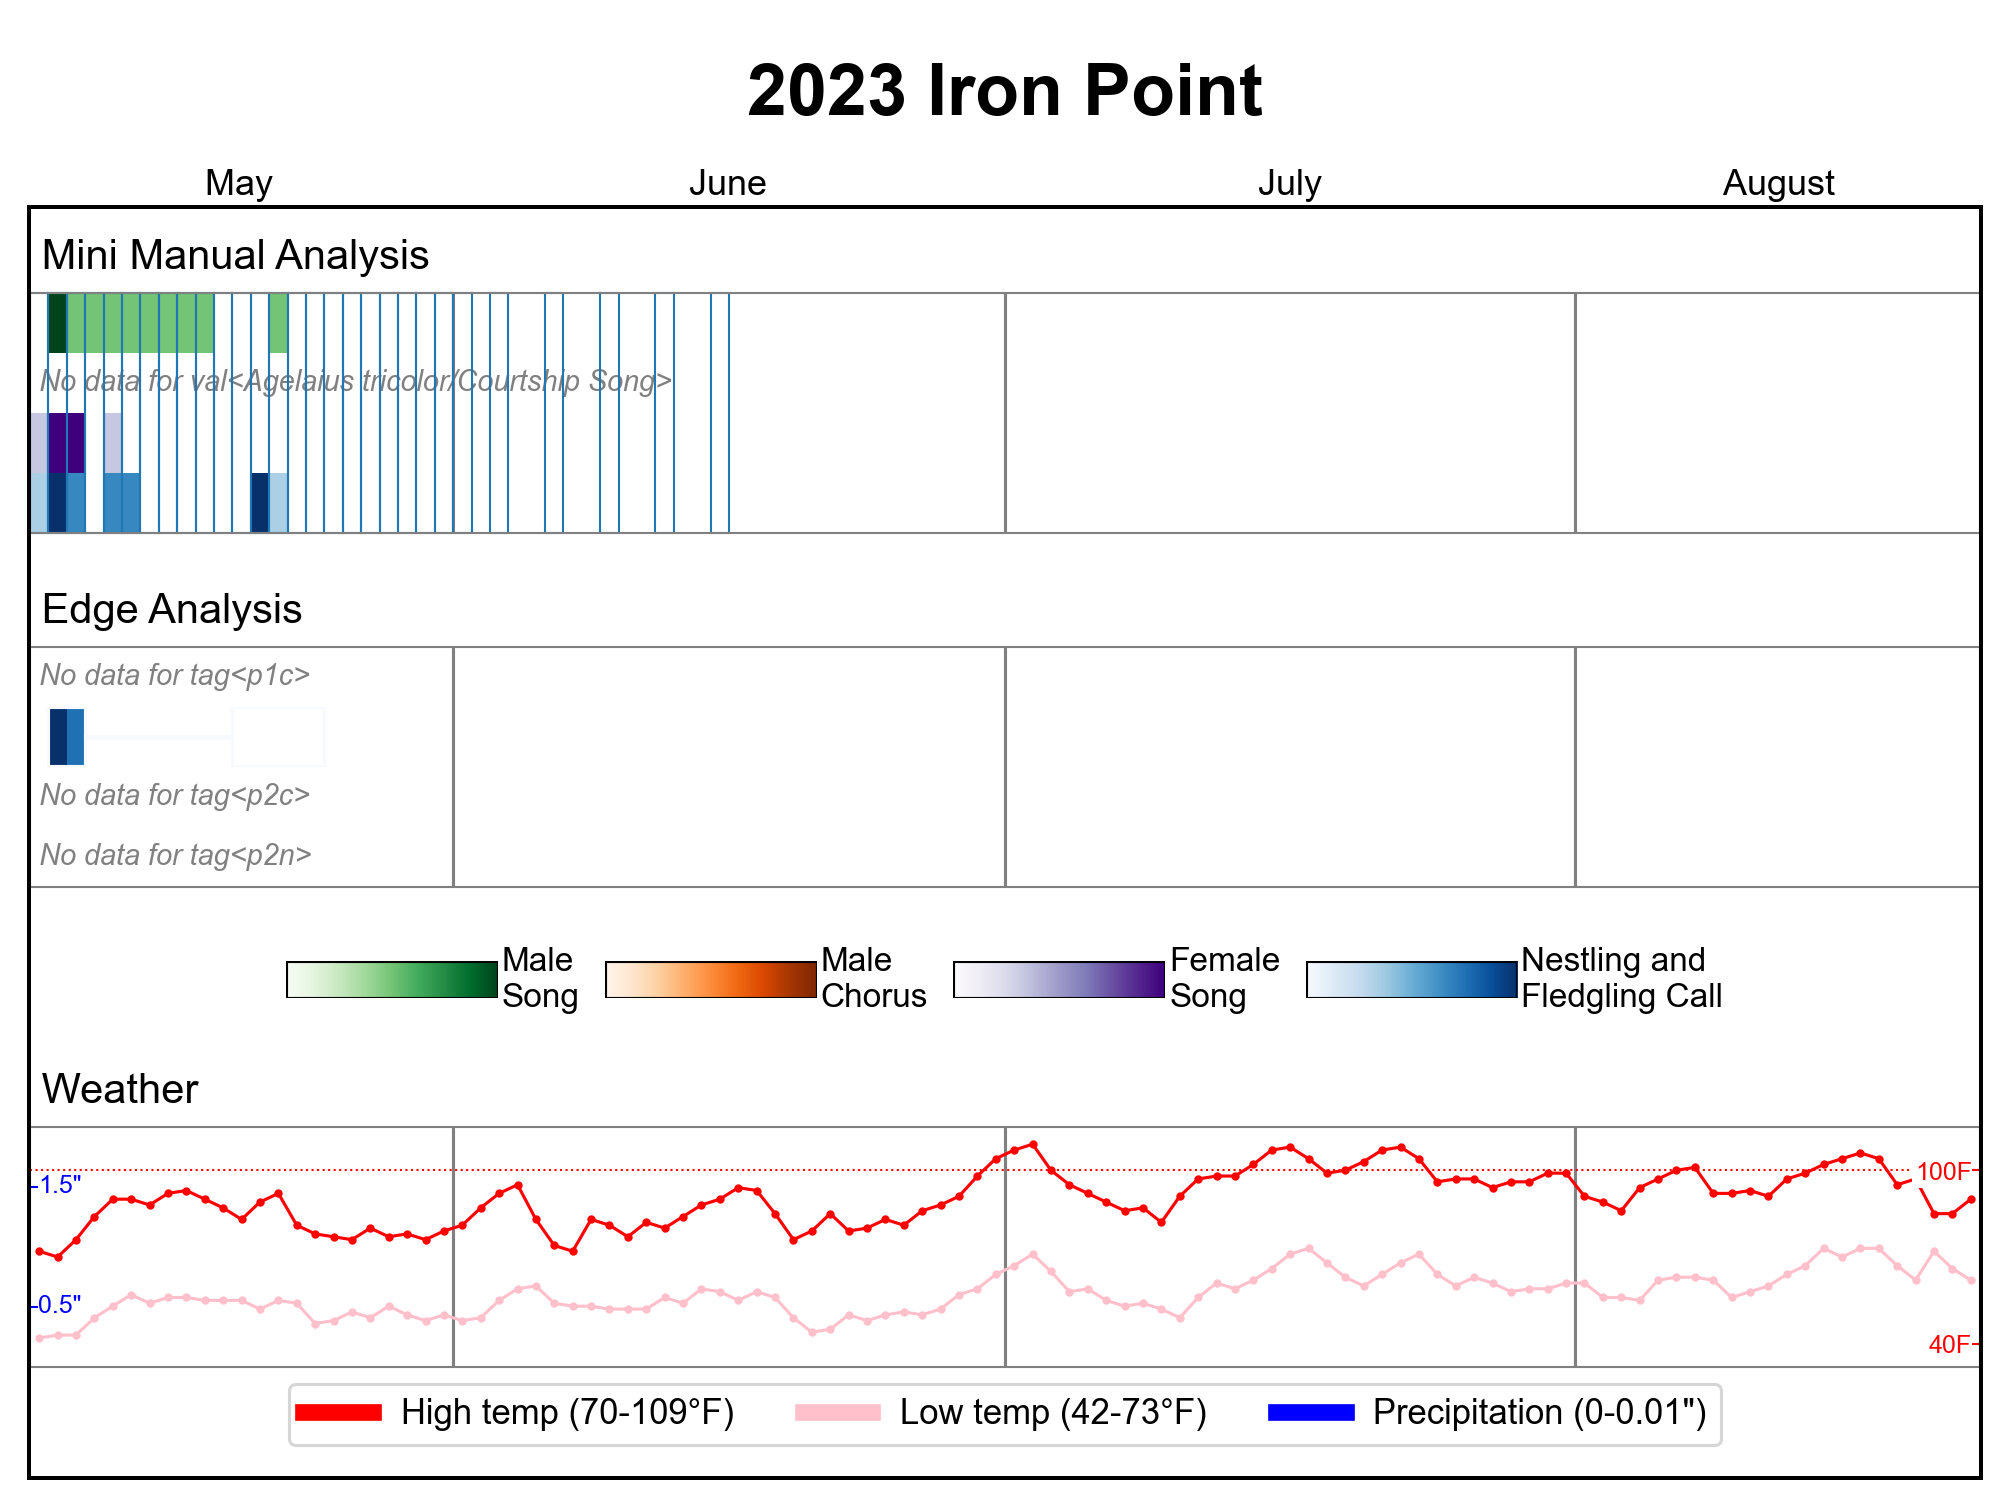 2023 Iron Point
May June July August
Mini Manual Analysis
No data for val<Agelaius tricolor/Courtship Song>
Edge Analysis
No data for tag<p1c>
No data for tag<p2c>
No data for tag<p2n>
Male
Song
Male
Chorus
Female
Song
Nestling and
Fledgling Call
Weather
1.5"
100F
0.5"
40F
High temp (70-109°F) Low temp (42-73°F) Precipitation (0-0.01")